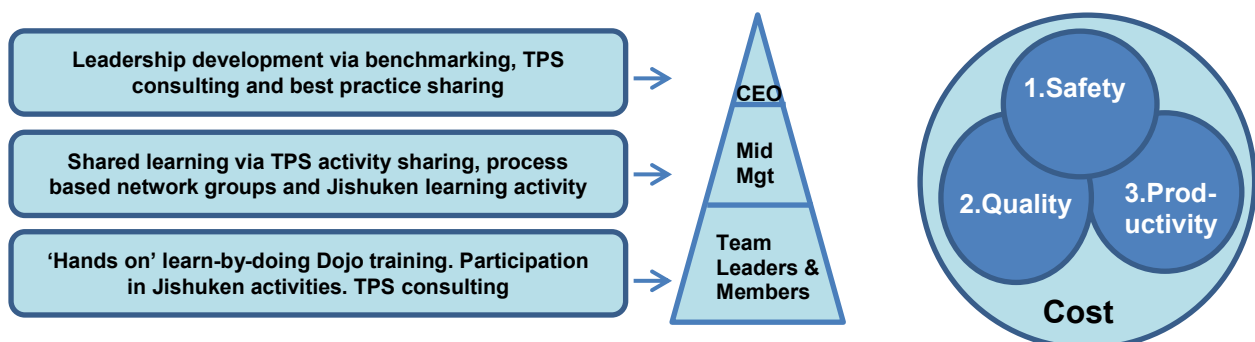 Leadership development via benchmarking, TPS
consulting and best practice sharing
Shared learning via TPS activity sharing, process
based network groups and Jishuken learning activity
‘Hands on’ learn-by-doing Dojo training. Participation
in Jishuken activities. TPS consulting
CEO
Mid
Mgt
Team
Leaders &
Members
1.Safety
2.Quality
3.Prod-
uctivity
Cost